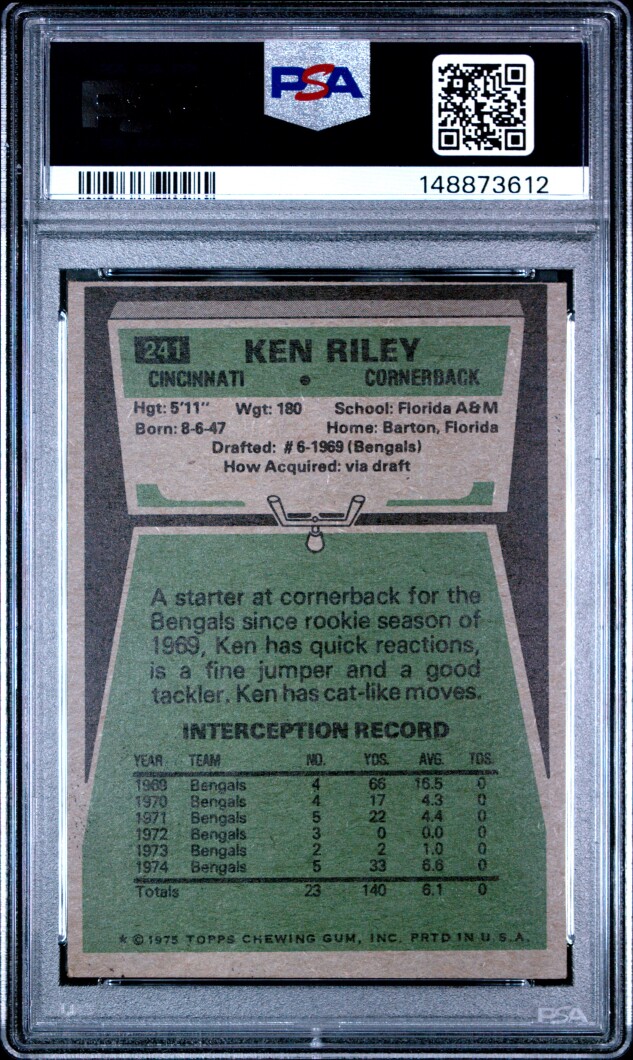 PSA
148873612
241 KEN RILEY
CINCINNATI • CORNERBACK
Hgt: 5'11" Wgt: 180 School: Florida A&M
Born: 8-6-47 Home: Barton, Florida
Drafted: #6-1969 (Bengals)
How Acquired: via draft
A starter at cornerback for the
Bengals since rookie season of
1969, Ken has quick reactions,
is a fine jumper and a good
tackler. Ken has cat-like moves.
INTERCEPTION RECORD
YEAR TEAM NO. YDS. AVG. TDS.
1969 Bengals 4 66 16.5 0
1970 Bengals 4 17 4.3 0
1971 Bengals 5 22 4.4 0
1972 Bengals 3 0 0.0 0
1973 Bengals 2 2 1.0 0
1974 Bengals 5 33 6.6 0
Totals 23 140 6.1 0
* © 1975 TOPPS CHEWING GUM, INC. PRTD IN U.S.A.
PSA